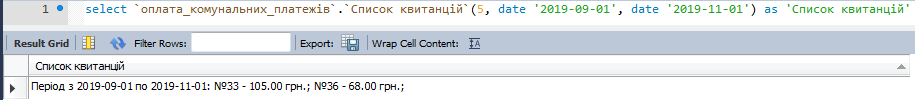 1 select `оплата_комунальних_платежів`.`Список квитанцій`(5, date '2019-09-01', date '2019-11-01') as 'Список квитанцій'
Result Grid Filter Rows: Export: Wrap Cell Content: IA
Список квитанцій
Період з 2019-09-01 по 2019-11-01: №33 - 105.00 грн.; №36 - 68.00 грн.;